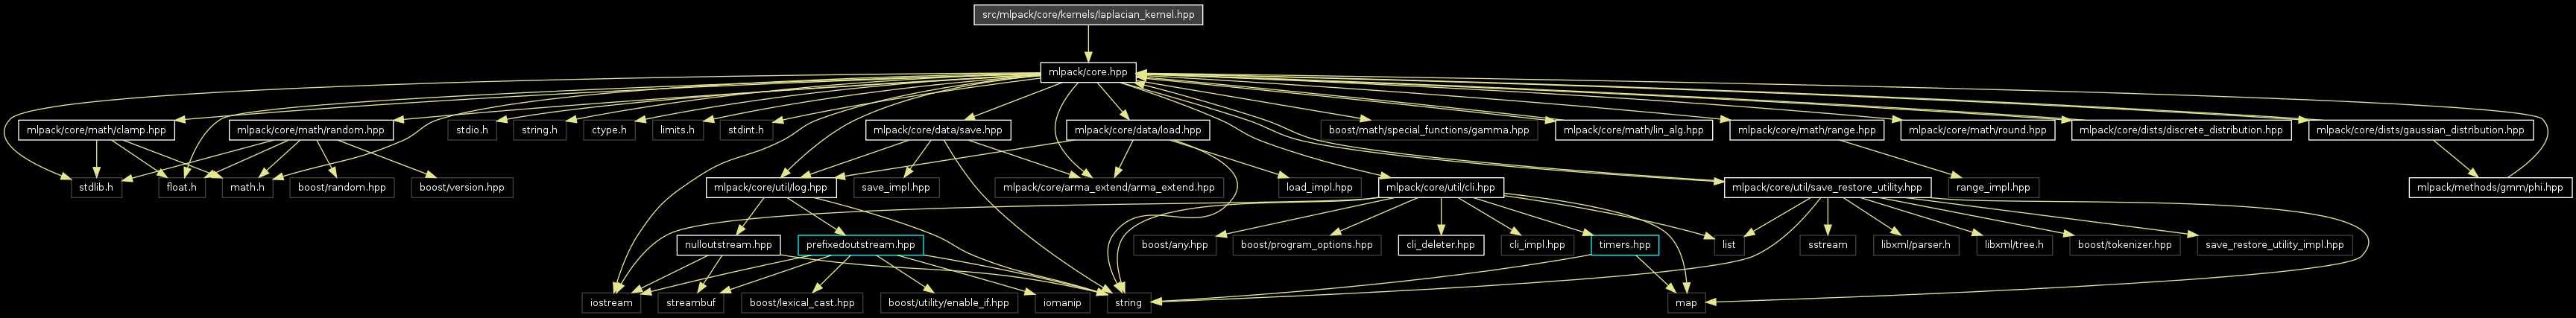 src/mlpack/core/kernels/laplacian_kernel.hpp
mlpack/core.hpp
mlpack/core/math/clamp.hpp
mlpack/core/math/random.hpp
stdio.h
string.h
ctype.h
limits.h
stdint.h
mlpack/core/data/save.hpp
mlpack/core/data/load.hpp
boost/math/special_functions/gamma.hpp
mlpack/core/math/lin_alg.hpp
mlpack/core/math/range.hpp
mlpack/core/math/round.hpp
mlpack/core/dists/discrete_distribution.hpp
mlpack/core/dists/gaussian_distribution.hpp
stdlib.h
float.h
math.h
boost/random.hpp
boost/version.hpp
mlpack/core/util/log.hpp
save_impl.hpp
mlpack/core/arma_extend/arma_extend.hpp
load_impl.hpp
mlpack/core/util/cli.hpp
mlpack/core/util/save_restore_utility.hpp
range_impl.hpp
mlpack/methods/gmm/phi.hpp
nulloutstream.hpp
prefixedoutstream.hpp
boost/any.hpp
boost/program_options.hpp
cli_deleter.hpp
cli_impl.hpp
timers.hpp
list
sstream
libxml/parser.h
libxml/tree.h
boost/tokenizer.hpp
save_restore_utility_impl.hpp
iostream
streambuf
boost/lexical_cast.hpp
boost/utility/enable_if.hpp
iomanip
string
map